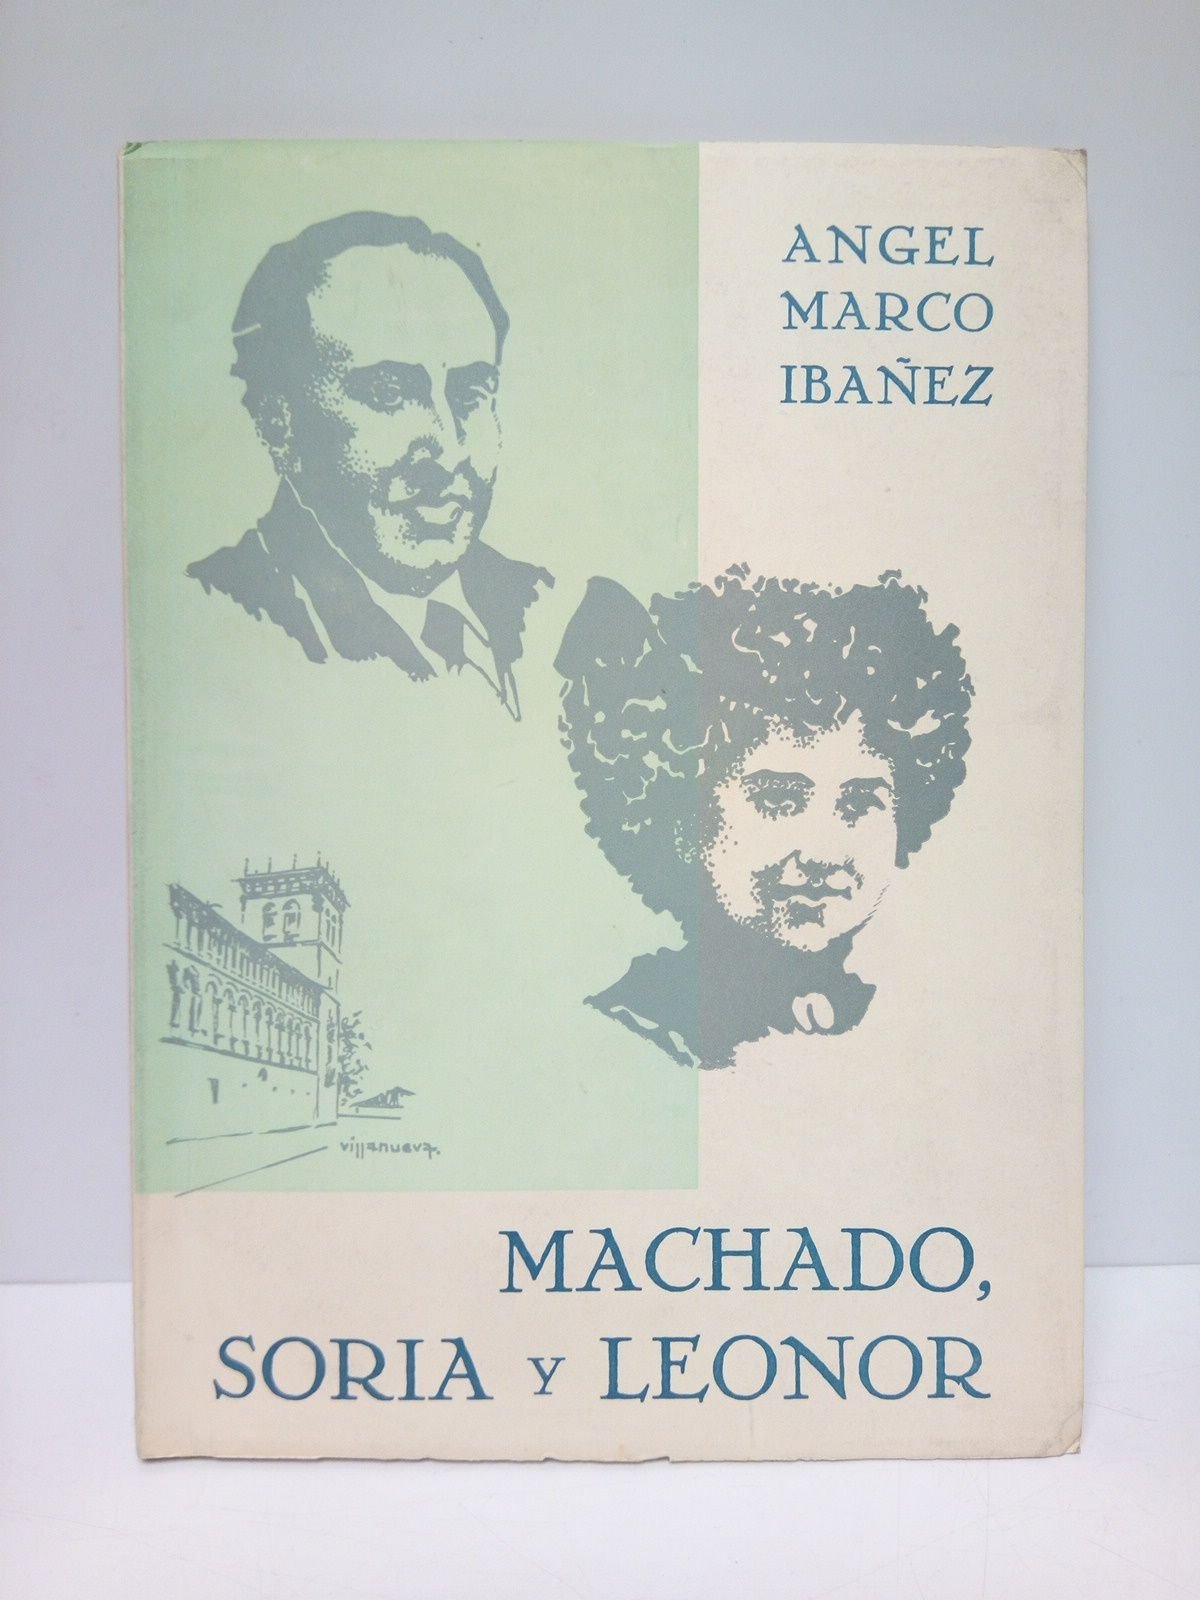 ANGEL
MARCO
IBAÑEZ
villanueva.
MACHADO,
SORIA Y LEONOR